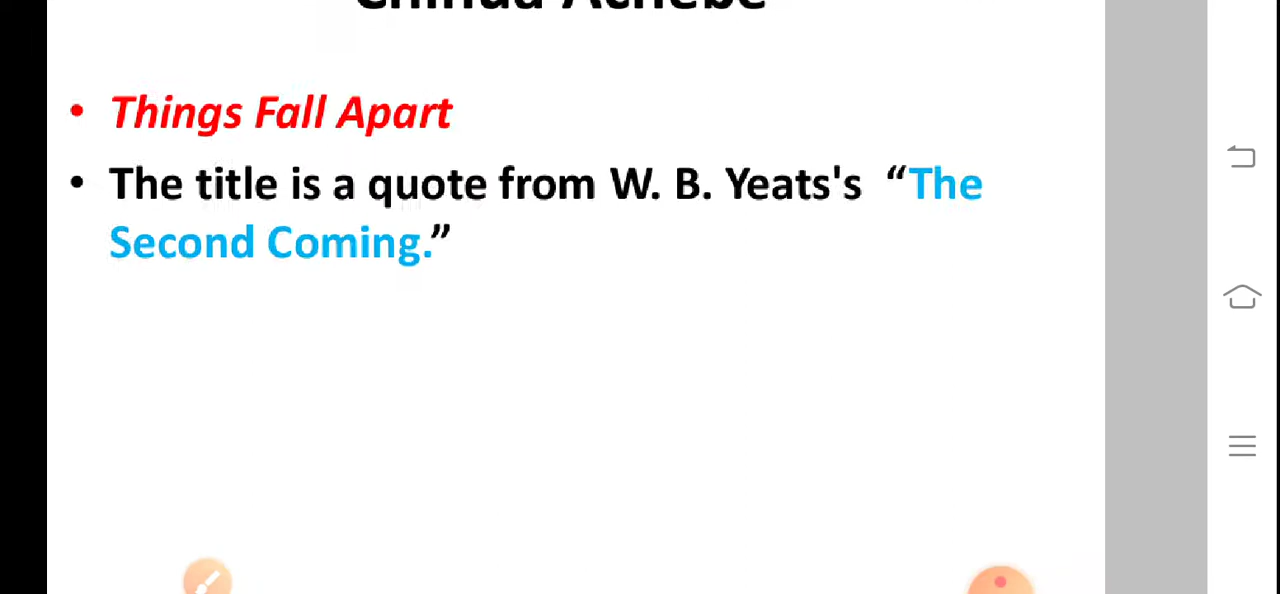 Chinua Achebe
• Things Fall Apart
• The title is a quote from W. B. Yeats's “The
Second Coming.”